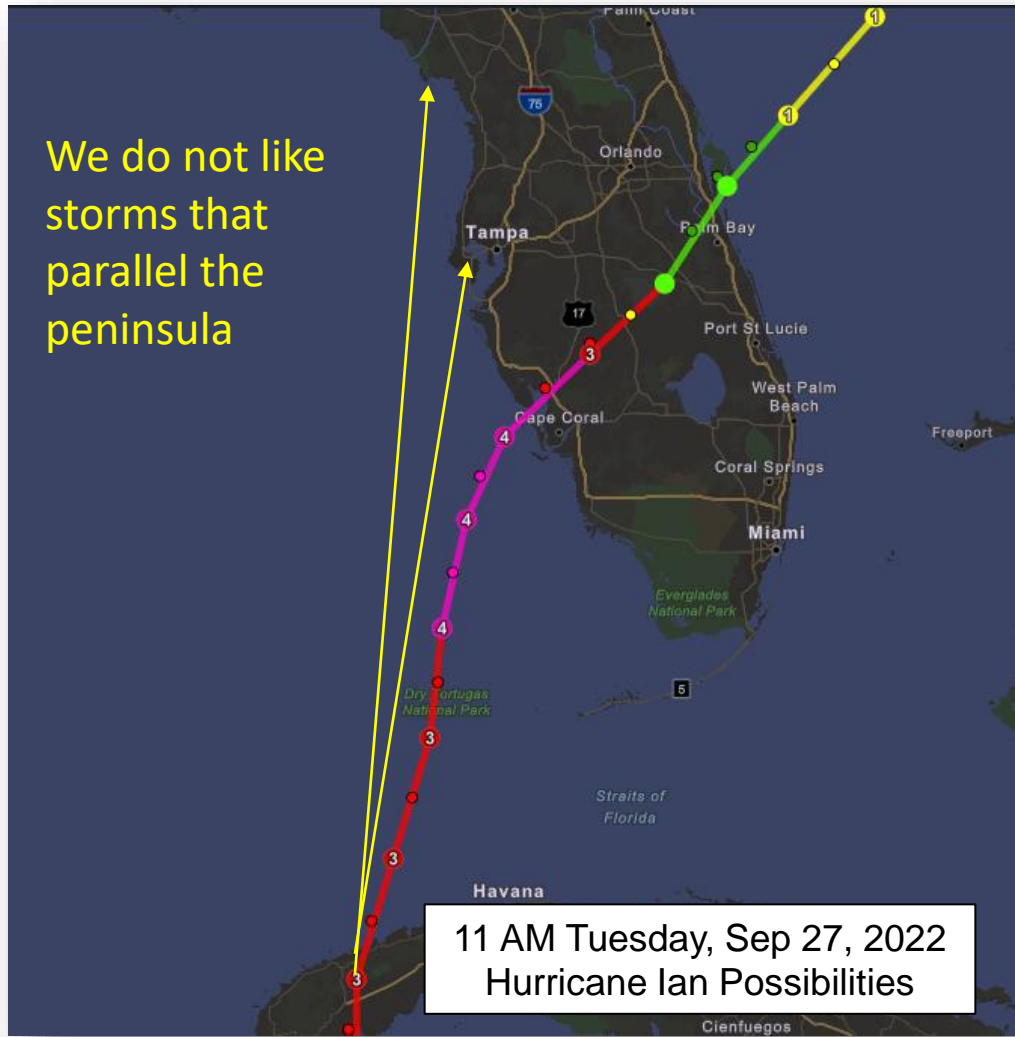 Palm Coast
1
75
1
We do not like
storms that
parallel the
peninsula
Orlando
Tampa
Palm Bay
17
Port St Lucie
3
West Palm
Beach
Cape Coral
4
Freeport
Coral Springs
4
Miami
Everglades
National Park
4
5
Dry Tortugas
National Park
3
Straits of
Florida
3
Havana
11 AM Tuesday, Sep 27, 2022
Hurricane Ian Possibilities
3
Cienfuegos